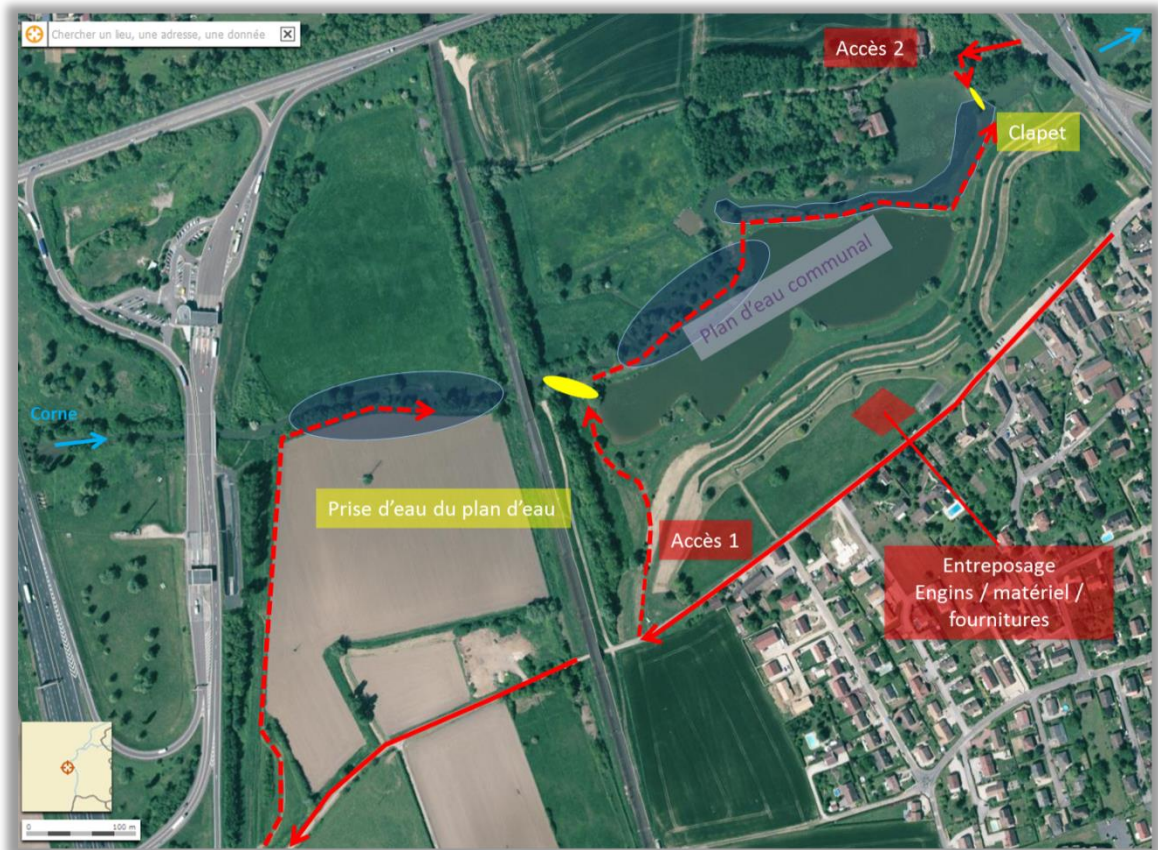 Chercher un lieu, une adresse, une donnée
Accès 2
Clapet
Plan d'eau communal
Corne
Prise d'eau du plan d'eau
Accès 1
Entreposage
Engins / matériel /
fournitures
0 100 m